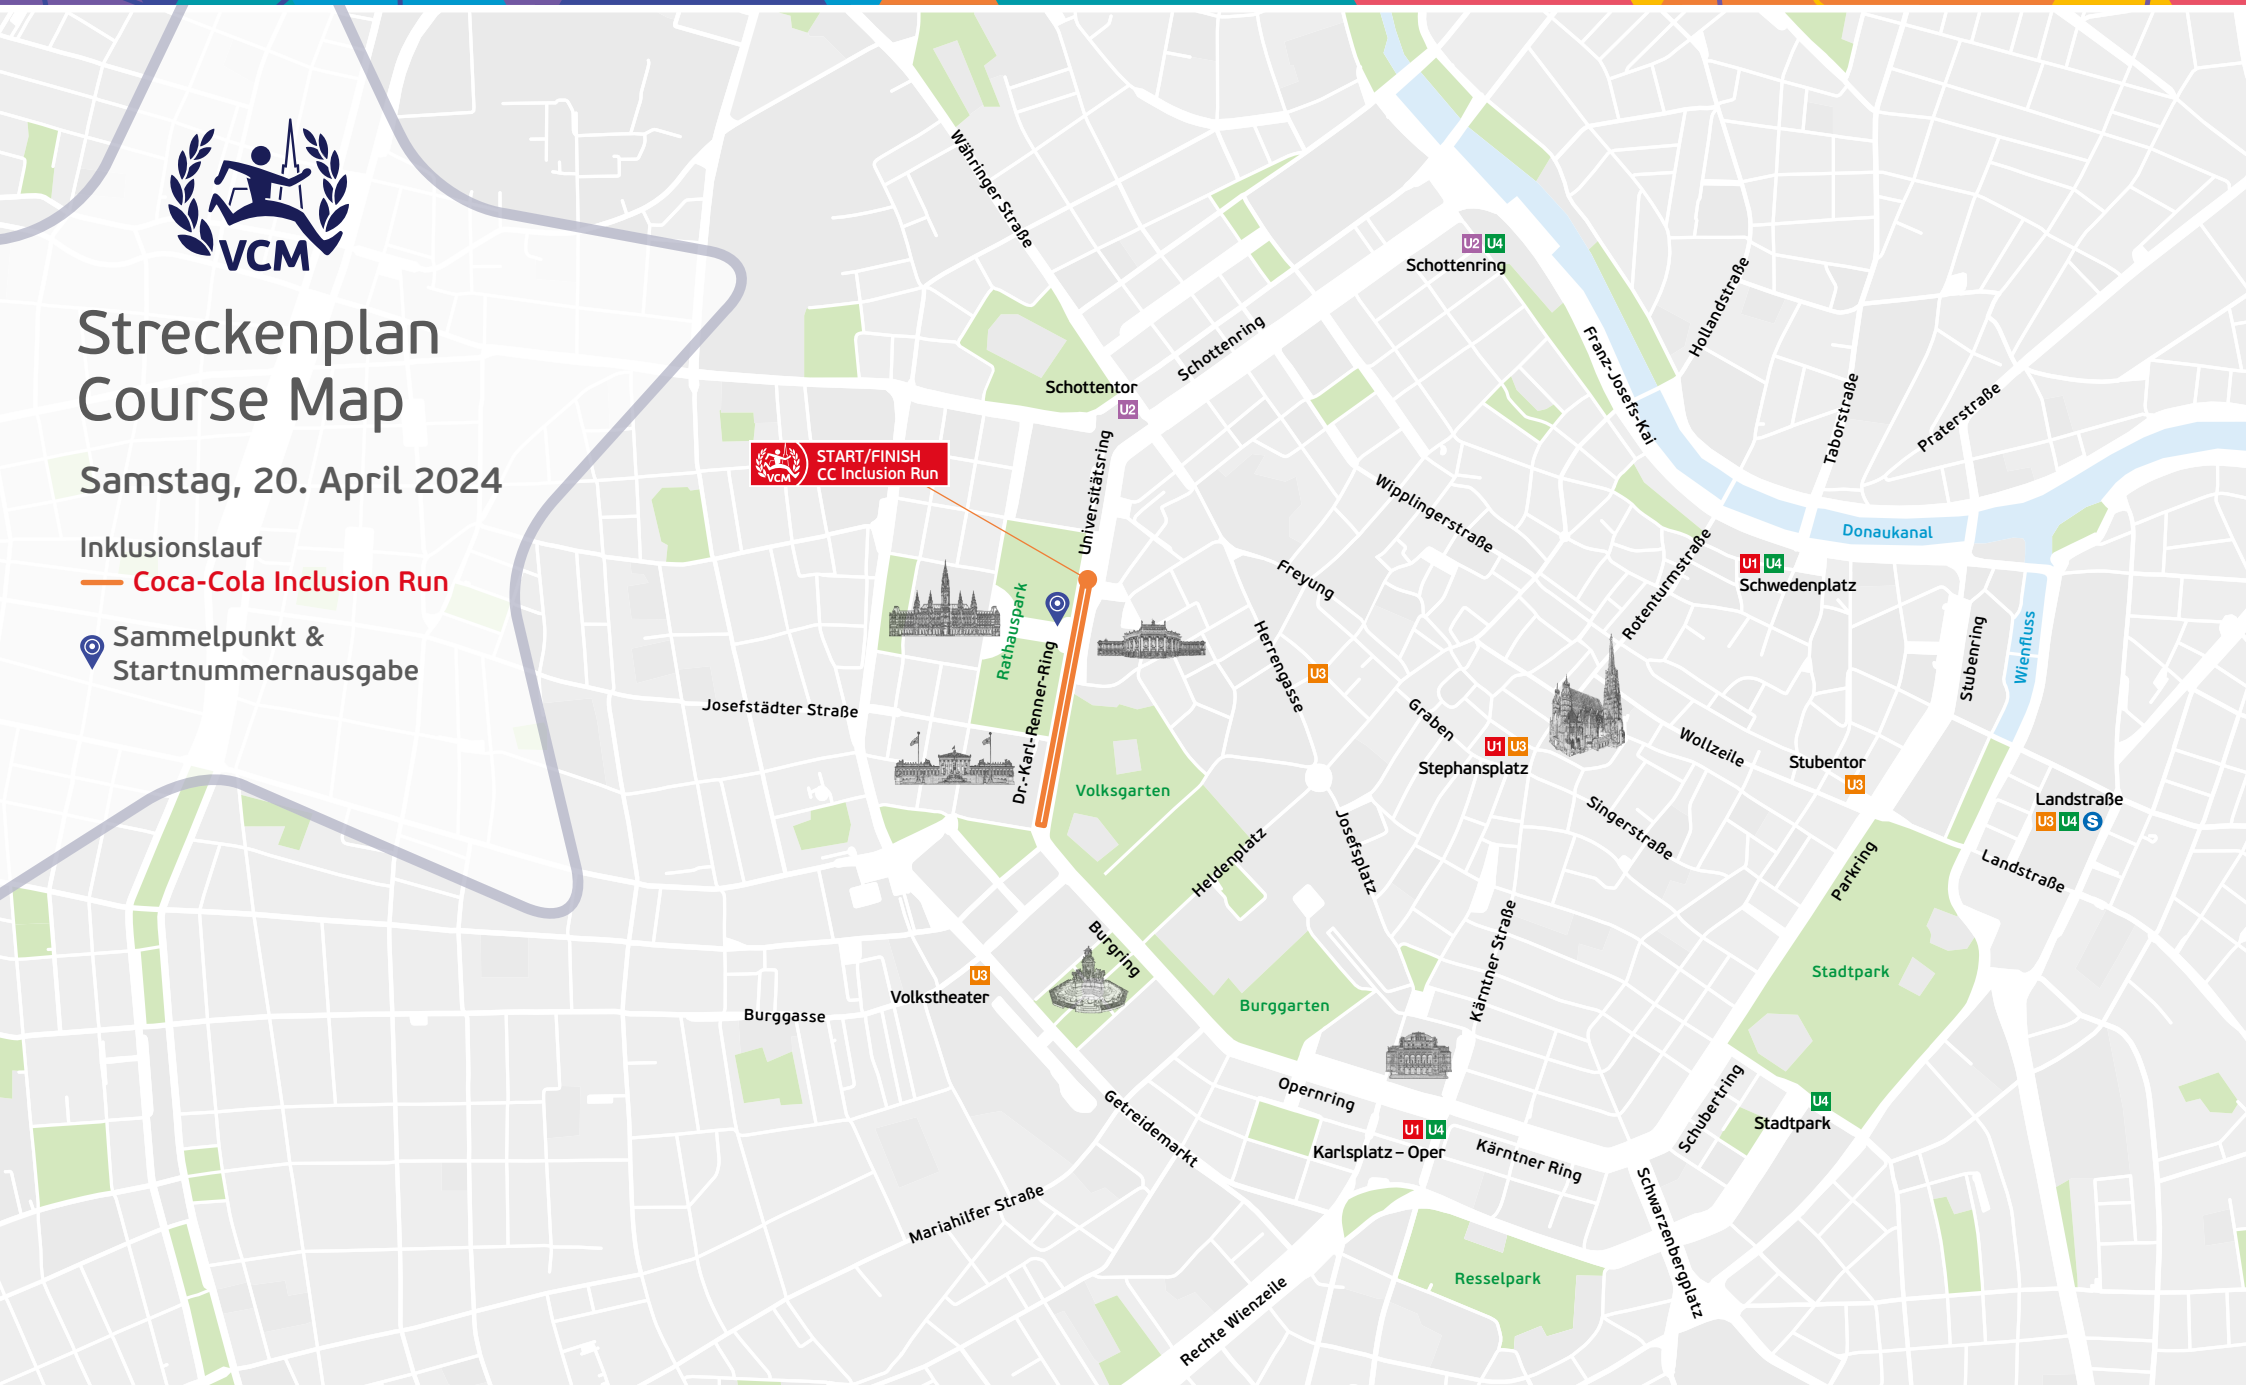 VCM
Streckenplan
Course Map
Samstag, 20. April 2024
Inklusionslauf
Coca-Cola Inclusion Run
Sammelpunkt &
Startnummernausgabe
VCM
START/FINISH
CC Inclusion Run
Währinger Straße
U2 U4
Schottenring
Schottenring
Schottentor
U2
Universitätsring
Franz-Josefs-Kai
Hollandstraße
Taborstraße
Praterstraße
Wipplingerstraße
Donaukanal
U1 U4
Schwedenplatz
Rotenturmstraße
Freyung
Herrengasse
U3
Rathauspark
Dr.-Karl-Renner-Ring
Josefstädter Straße
Stubenring
Wienfluss
Graben
U1 U3
Stephansplatz
Wollzeile
Stubentor
U3
Singerstraße
Landstraße
U3 U4 S
Landstraße
Volksgarten
Heldenplatz
Josefsplatz
Parkring
Burgring
Kärntner Straße
Stadtpark
U3
Volkstheater
Burggasse
Burggarten
Opernring
Getreidemarkt
U1 U4
Karlsplatz – Oper
Kärntner Ring
Schubertring
U4
Stadtpark
Mariahilfer Straße
Schwarzenbergplatz
Resselpark
Rechte Wienzeile